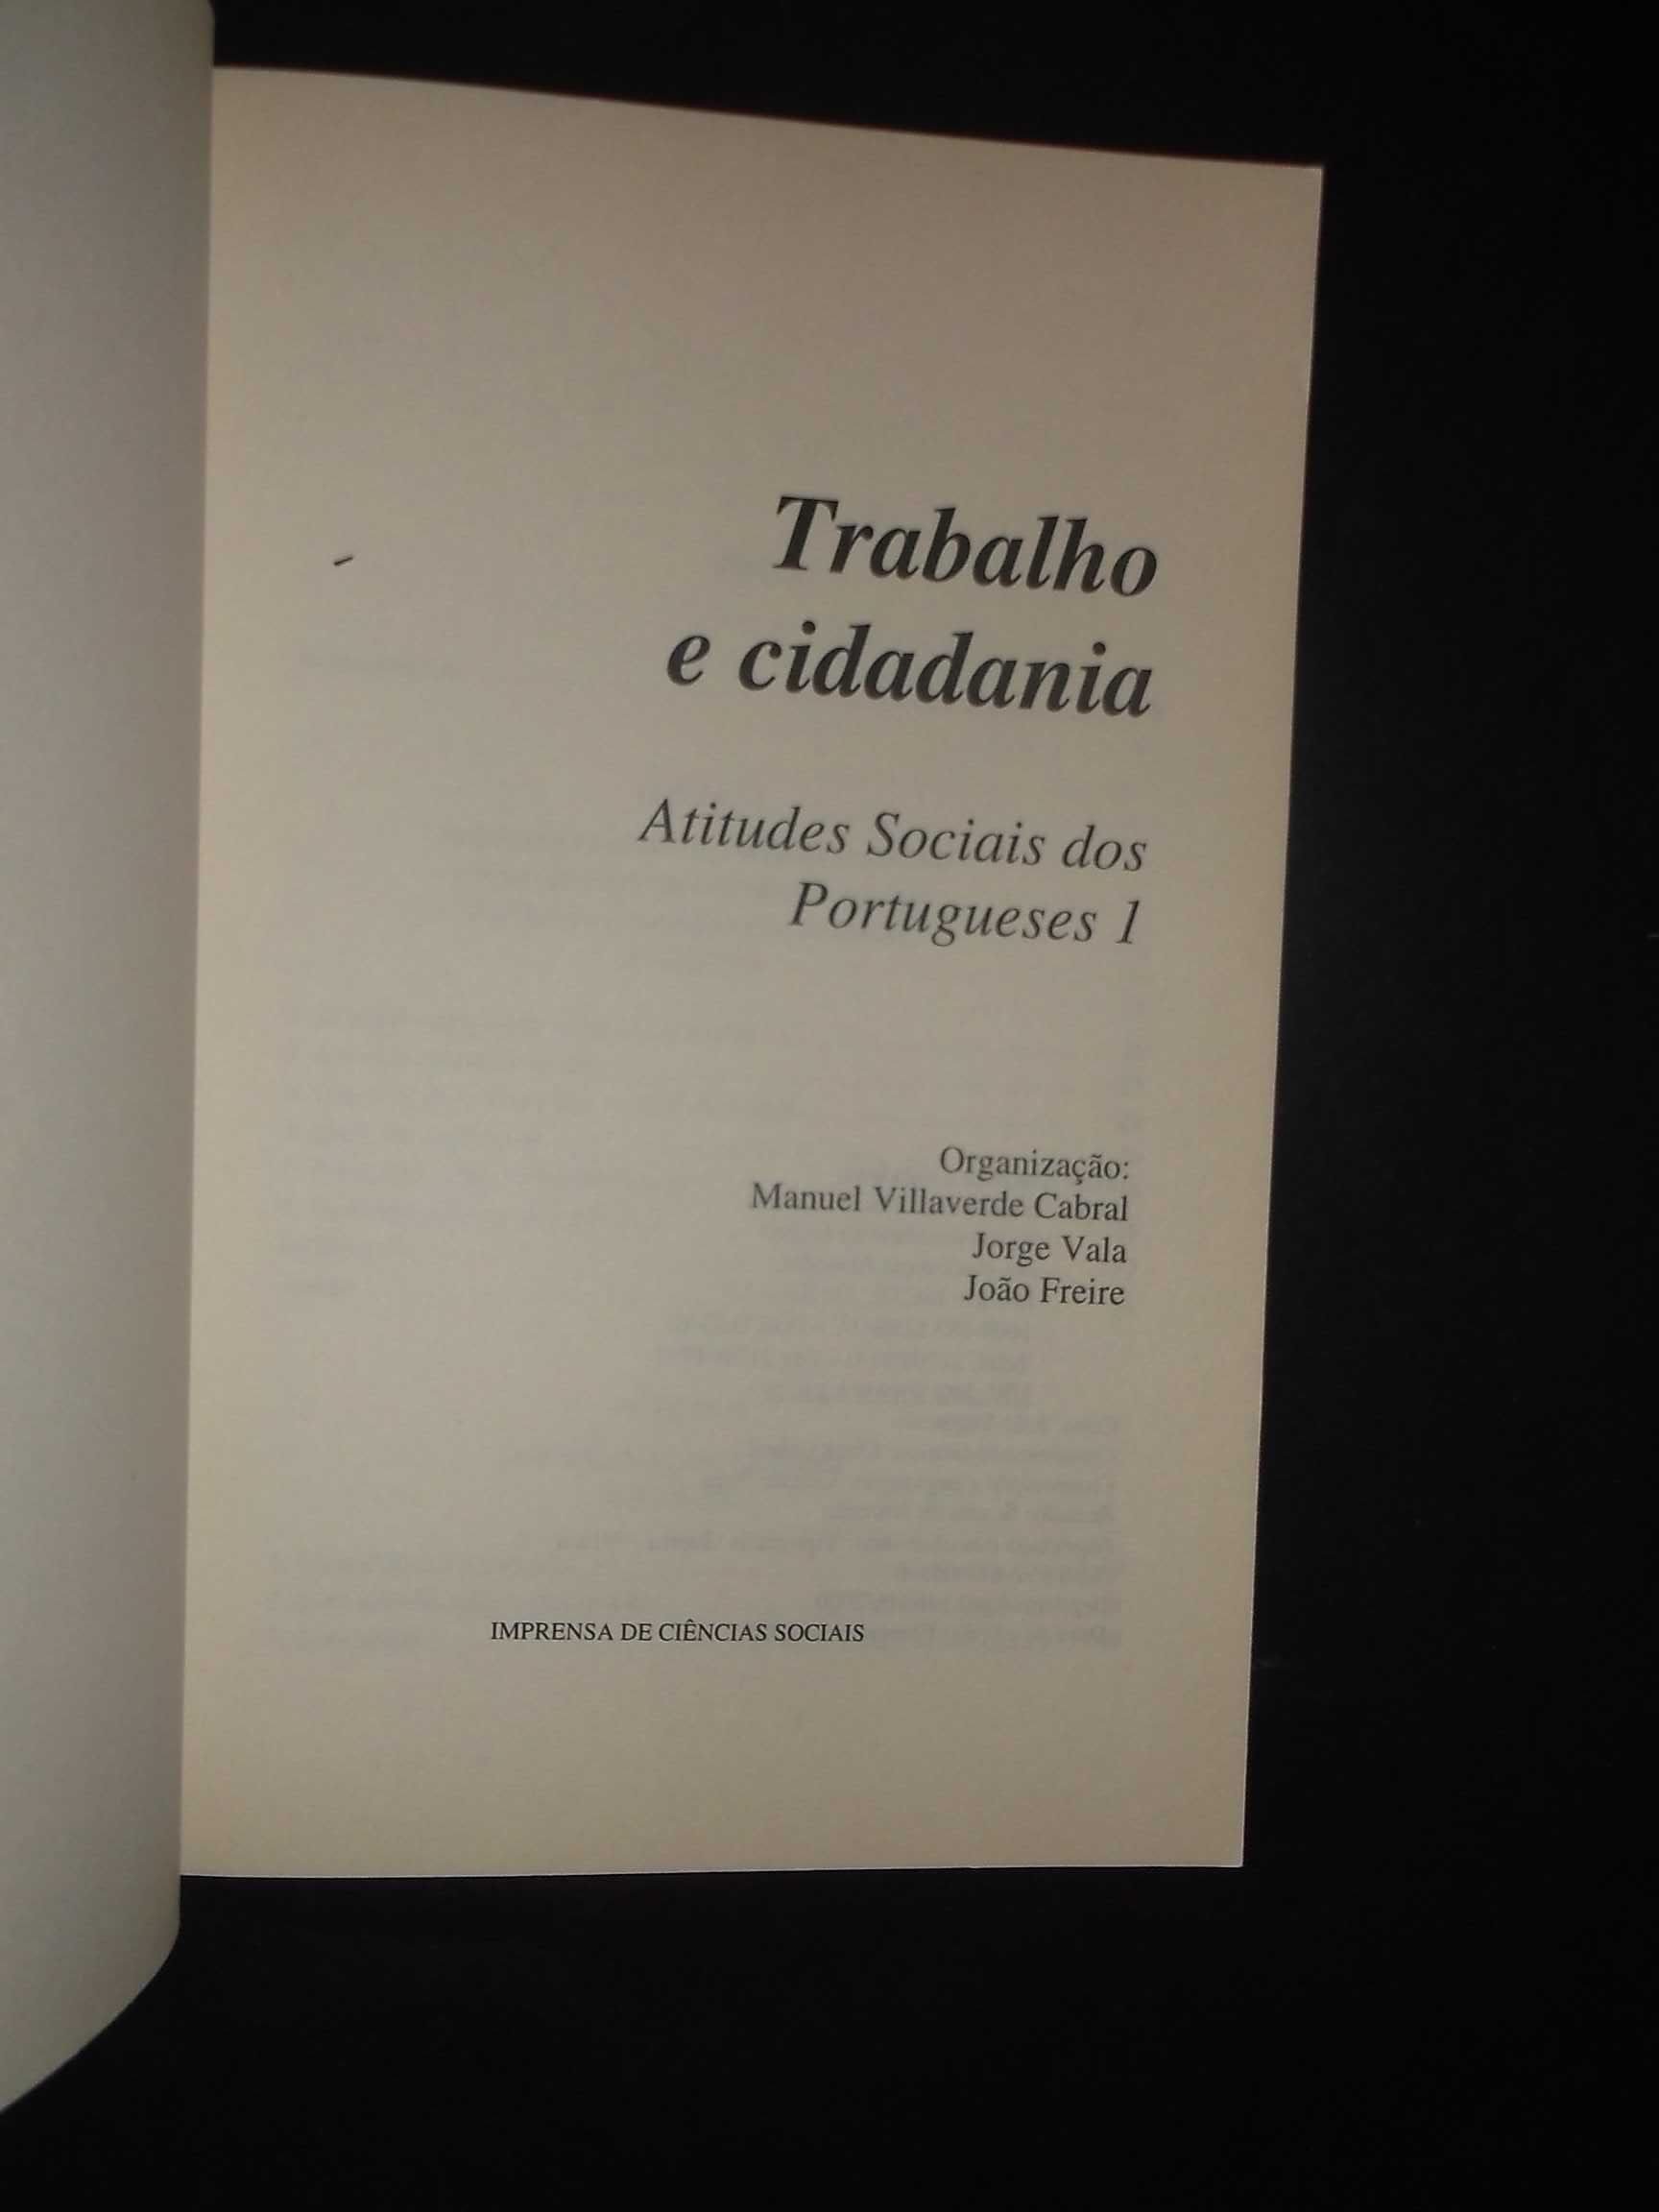 Trabalho
e cidadania
Atitudes Sociais dos
Portugueses 1
Organização:
Manuel Villaverde Cabral
Jorge Vala
João Freire
IMPRENSA DE CIÊNCIAS SOCIAIS